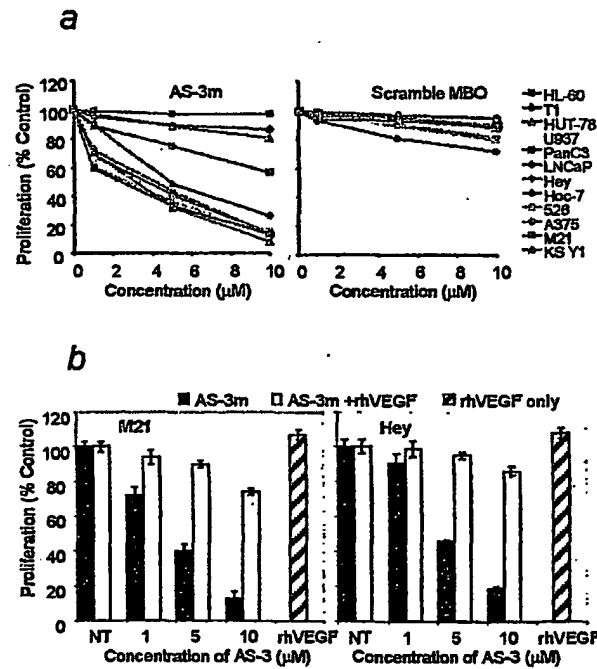 a
AS-3m
Scramble MBO
Proliferation (% Control)
120
100
80
60
40
20
0
0 2 4 6 8 10
0 2 4 6 8 10
Concentration (µM)
Concentration (µM)
HL-60
T1
HUT-78
U937
PanC3
LNCaP
Hey
Hoc-7
526
A375
M21
KS Y1
b
AS-3m
AS-3m +rhVEGF
rhVEGF only
M21
Hey
Proliferation (% Control)
120
100
80
60
40
20
0
NT 1 5 10 rhVEGF
NT 1 5 10 rhVEGF
Concentration of AS-3 (µM)
Concentration of AS-3 (µM)